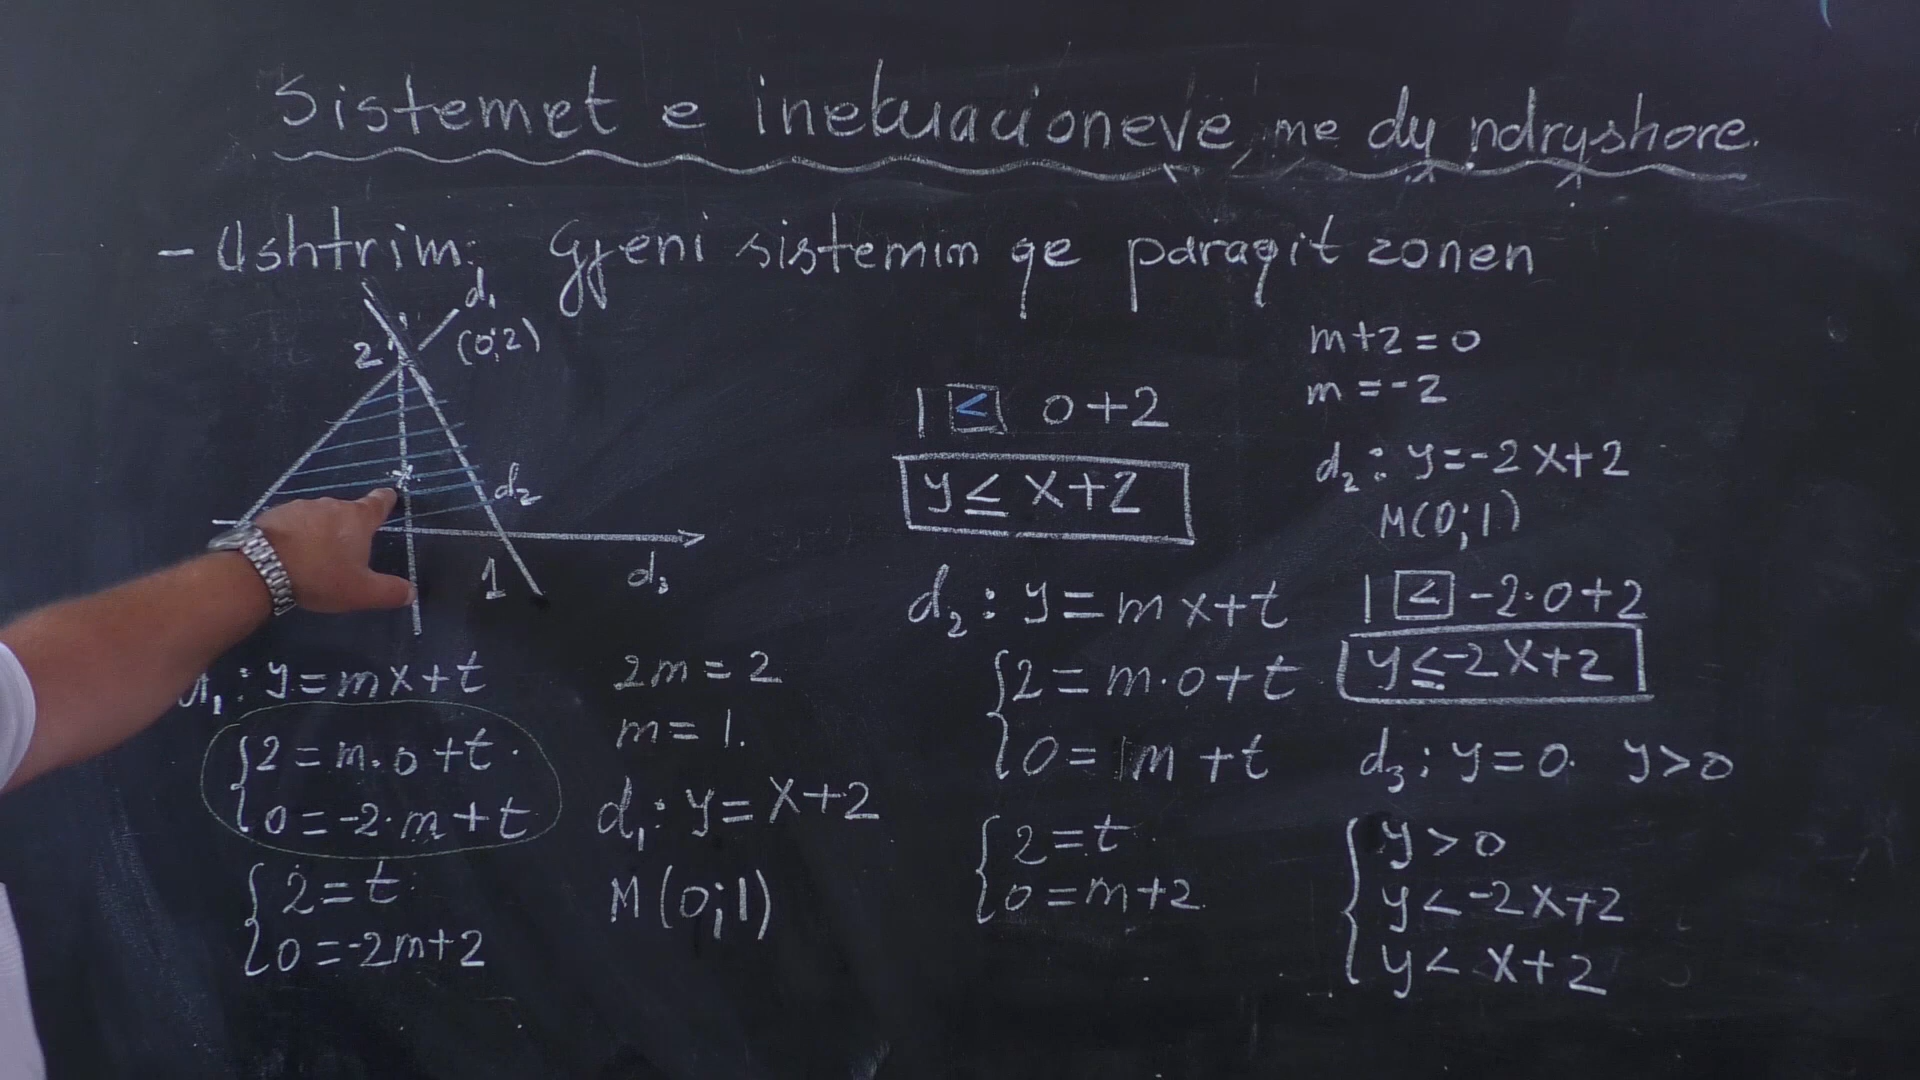 Sistemet e inekuacioneve, me dy ndryshore.
- Ushtrim: Gjeni sistemin qe paraqit zonen
d₁
2
(0;2)
d₂
1
d₃
d₁: y=mx+t
{2=m·0+t
{0=-2·m+t
{2=t
{0=-2m+2
2m=2
m=1.
d₁: y=x+2
M(0;1)
1 < 0+2
y≤x+2
d₂: y=mx+t
{2=m·0+t
{0=1m+t
{2=t
{0=m+2
m+2=0
m=-2
d₂: y=-2x+2
M(0;1)
1 < -2·0+2
y≤-2x+2
d₃: y=0. y>0
{y>0
{y<-2x+2
{y<x+2